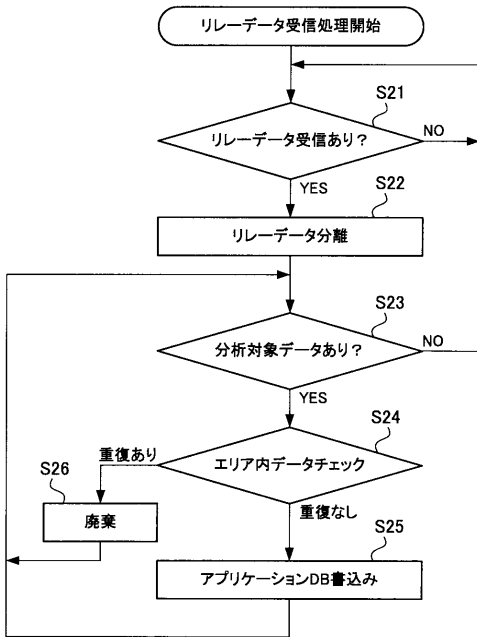 リレーデータ受信処理開始
S21
リレーデータ受信あり？
NO
YES
S22
リレーデータ分離
S23
分析対象データあり？
NO
YES
S24
エリア内データチェック
重複あり
S26
廃棄
重複なし
S25
アプリケーションDB書込み